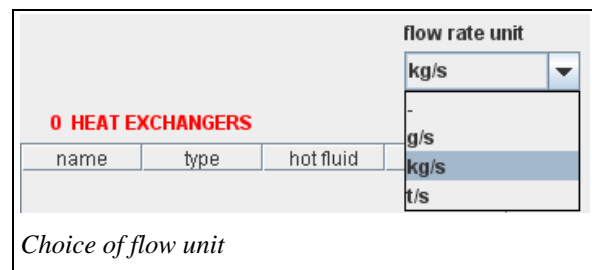 flow rate unit
kg/s
-
0 HEAT EXCHANGERS
g/s
name type hot fluid
kg/s
t/s
Choice of flow unit